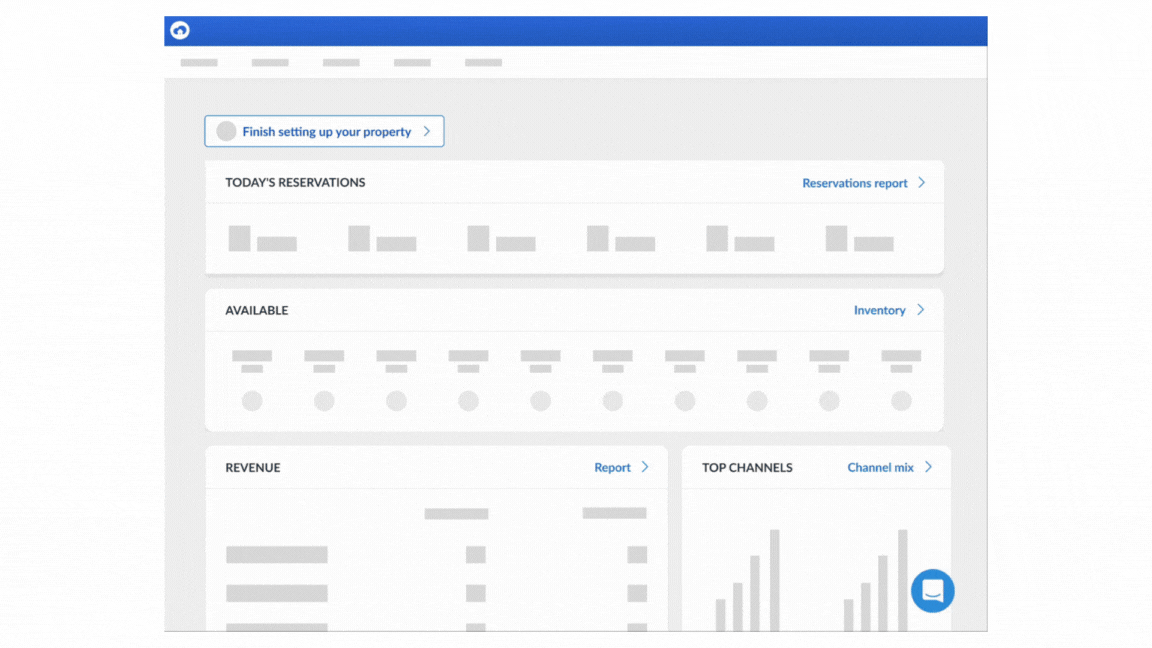 Finish setting up your property
TODAY'S RESERVATIONS
Reservations report
AVAILABLE
Inventory
REVENUE
Report
TOP CHANNELS
Channel mix